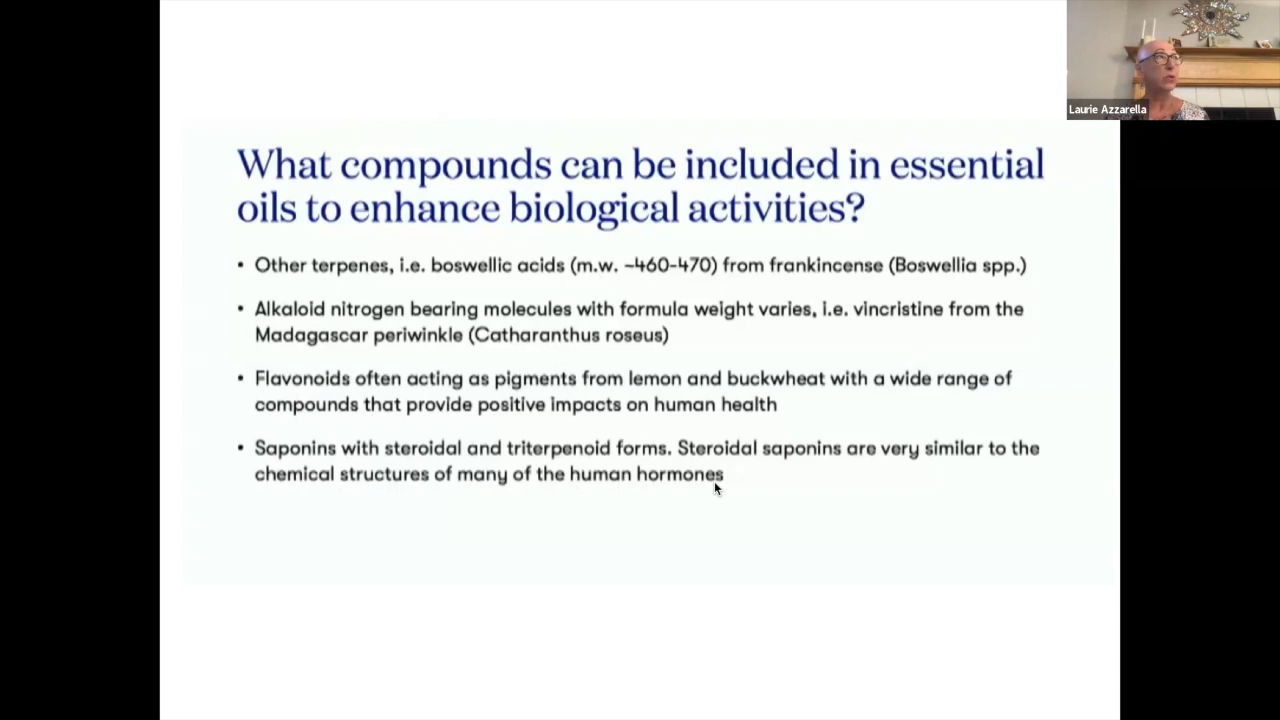 Laurie Azzarella
What compounds can be included in essential
oils to enhance biological activities?
• Other terpenes, i.e. boswellic acids (m.w. ~460-470) from frankincense (Boswellia spp.)
• Alkaloid nitrogen bearing molecules with formula weight varies, i.e. vincristine from the
Madagascar periwinkle (Catharanthus roseus)
• Flavonoids often acting as pigments from lemon and buckwheat with a wide range of
compounds that provide positive impacts on human health
• Saponins with steroidal and triterpenoid forms. Steroidal saponins are very similar to the
chemical structures of many of the human hormones